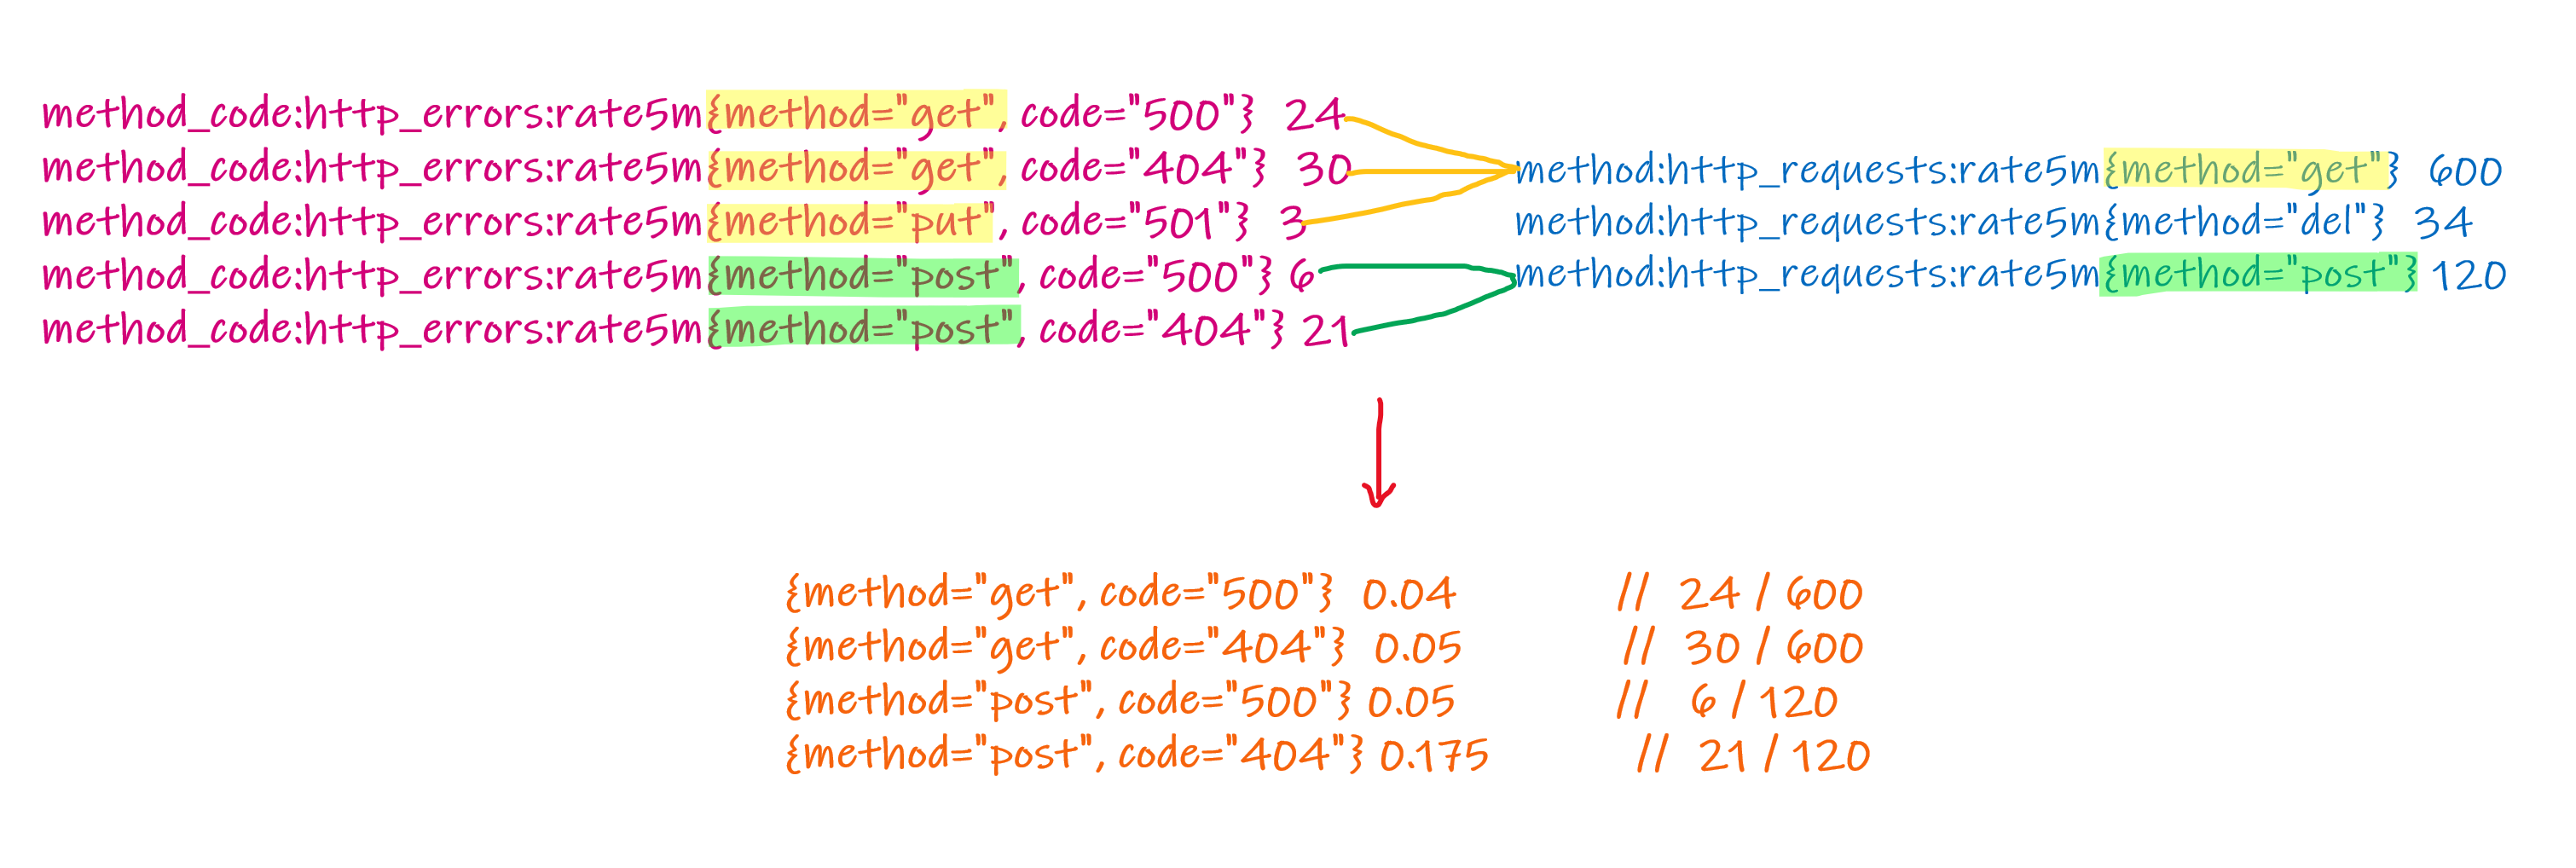 method_code:http_errors:rate5m{method="get", code="500"} 24
method_code:http_errors:rate5m{method="get", code="404"} 30
method_code:http_errors:rate5m{method="put", code="501"} 3
method_code:http_errors:rate5m{method="post", code="500"} 6
method_code:http_errors:rate5m{method="post", code="404"} 21
method:http_requests:rate5m{method="get"} 600
method:http_requests:rate5m{method="del"} 34
method:http_requests:rate5m{method="post"} 120
{method="get", code="500"} 0.04 // 24 / 600
{method="get", code="404"} 0.05 // 30 / 600
{method="post", code="500"} 0.05 // 6 / 120
{method="post", code="404"} 0.175 // 21 / 120